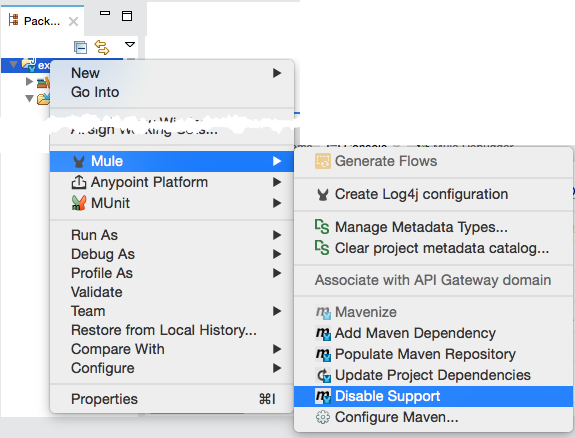 Pack...
ex
New
Go Into
Assign Working Sets...
Mule
Anypoint Platform
MUnit
Run As
Debug As
Profile As
Validate
Team
Restore from Local History...
Compare With
Configure
Properties ⌘I
Console
Mule Debugger
Generate Flows
Create Log4j configuration
Manage Metadata Types...
Clear project metadata catalog...
Associate with API Gateway domain
Mavenize
Add Maven Dependency
Populate Maven Repository
Update Project Dependencies
Disable Support
Configure Maven...